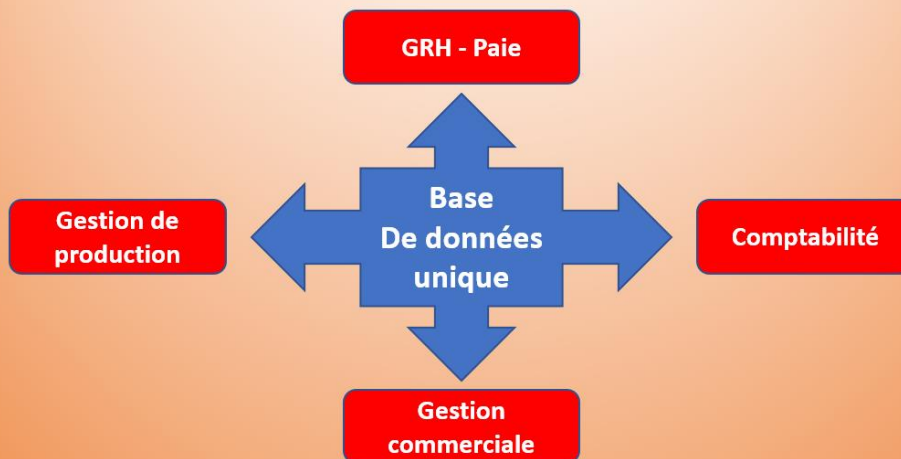 GRH - Paie
Base
De données
unique
Gestion de
production
Comptabilité
Gestion
commerciale